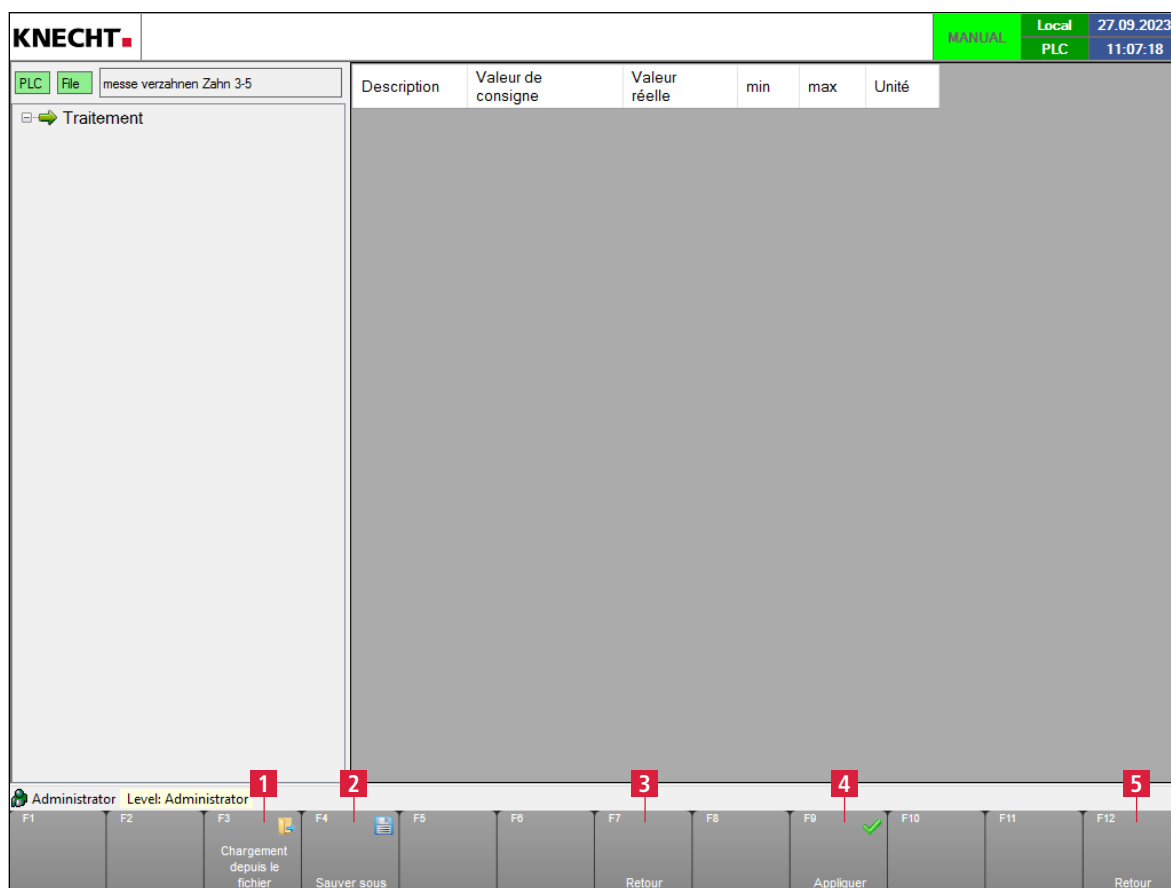 KNECHT
MANUAL
Local
27.09.2023
PLC
11:07:18
PLC
File
messe verzahnen Zahn 3-5
Description
Valeur de
consigne
Valeur
réelle
min
max
Unité
Traitement
1
2
3
4
5
Administrator
Level: Administrator
F1
F2
F3
F4
F5
F6
F7
F8
F9
F10
F11
F12
Chargement
depuis le
fichier
Sauver sous
Retour
Appliquer
Retour